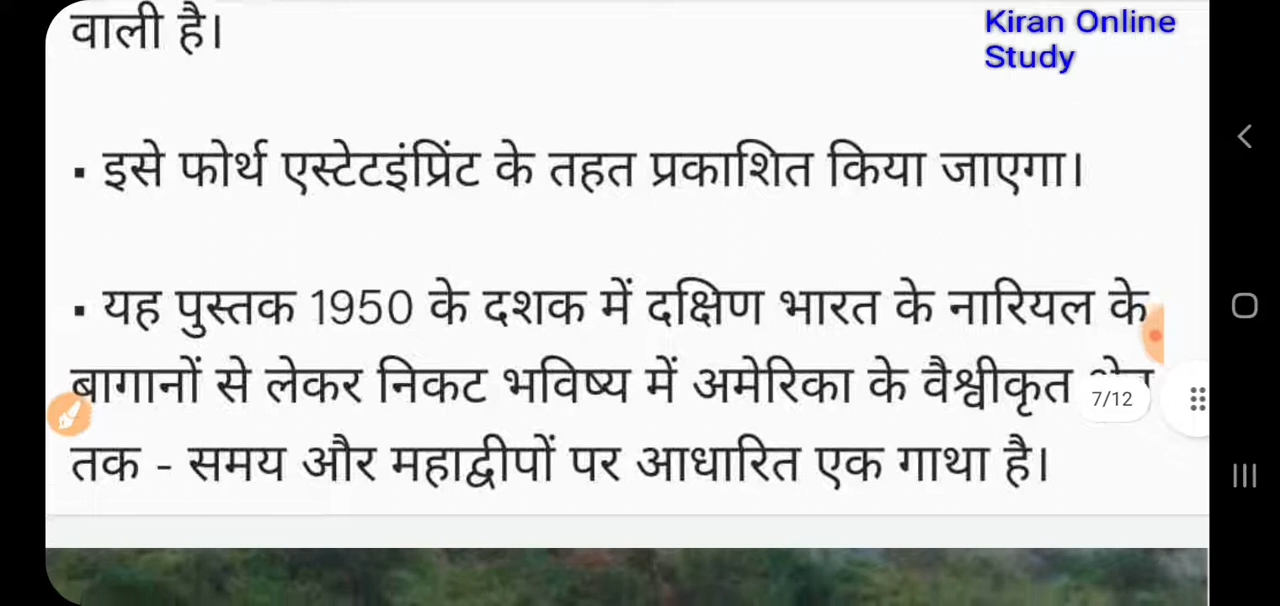 वाली है।
Kiran Online
Study
▪ इसे फोर्थ एस्टेटइंप्रिंट के तहत प्रकाशित किया जाएगा।
▪ यह पुस्तक 1950 के दशक में दक्षिण भारत के नारियल के
बागानों से लेकर निकट भविष्य में अमेरिका के वैश्वीकृत
7/12
तक - समय और महाद्वीपों पर आधारित एक गाथा है।